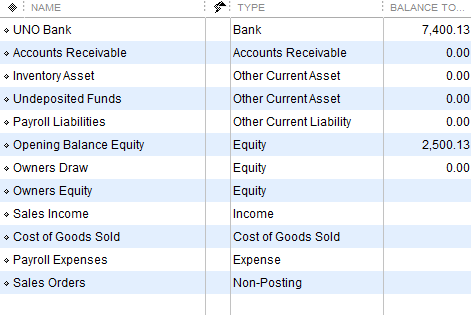 NAME TYPE BALANCE TO...
UNO Bank Bank 7,400.13
Accounts Receivable Accounts Receivable 0.00
Inventory Asset Other Current Asset 0.00
Undeposited Funds Other Current Asset 0.00
Payroll Liabilities Other Current Liability 0.00
Opening Balance Equity Equity 2,500.13
Owners Draw Equity 0.00
Owners Equity Equity
Sales Income Income
Cost of Goods Sold Cost of Goods Sold
Payroll Expenses Expense
Sales Orders Non-Posting